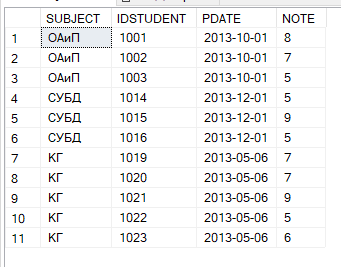 SUBJECT IDSTUDENT PDATE NOTE
1 ОАиП 1001 2013-10-01 8
2 ОАиП 1002 2013-10-01 7
3 ОАиП 1003 2013-10-01 5
4 СУБД 1014 2013-12-01 5
5 СУБД 1015 2013-12-01 9
6 СУБД 1016 2013-12-01 5
7 КГ 1019 2013-05-06 7
8 КГ 1020 2013-05-06 7
9 КГ 1021 2013-05-06 9
10 КГ 1022 2013-05-06 5
11 КГ 1023 2013-05-06 6